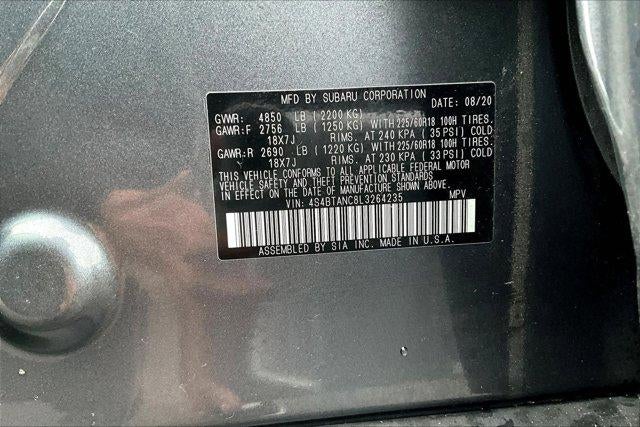 MFD BY SUBARU CORPORATION
DATE: 08/20
GVWR: 4850 LB (2200 KG)
GAWR:F 2756 LB (1250 KG) WITH 225/60R18 100H TIRES.
18X7J RIMS. AT 240 KPA (35 PSI) COLD
GAWR:R 2690 LB (1220 KG) WITH 225/60R18 100H TIRES.
18X7J RIMS. AT 230 KPA (33 PSI) COLD
THIS VEHICLE CONFORMS TO ALL APPLICABLE FEDERAL MOTOR
VEHICLE SAFETY AND THEFT PREVENTION STANDARDS
IN EFFECT ON DATE OF MANUFACTURE SHOWN ABOVE.
VIN: 4S4BTANC8L3264235 MPV
ASSEMBLED BY SIA INC. MADE IN U.S.A.